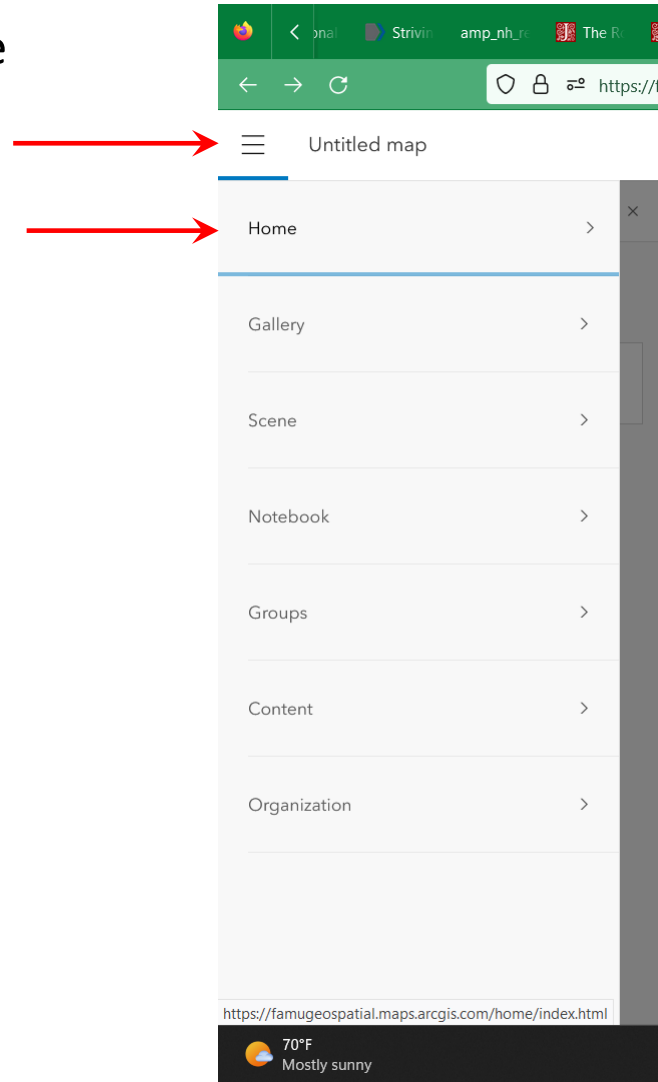 e
Strivin
amp_nh_re
The R
https://f
Untitled map
Home
Gallery
Scene
Notebook
Groups
Content
Organization
https://famugeospatial.maps.arcgis.com/home/index.html
70°F
Mostly sunny